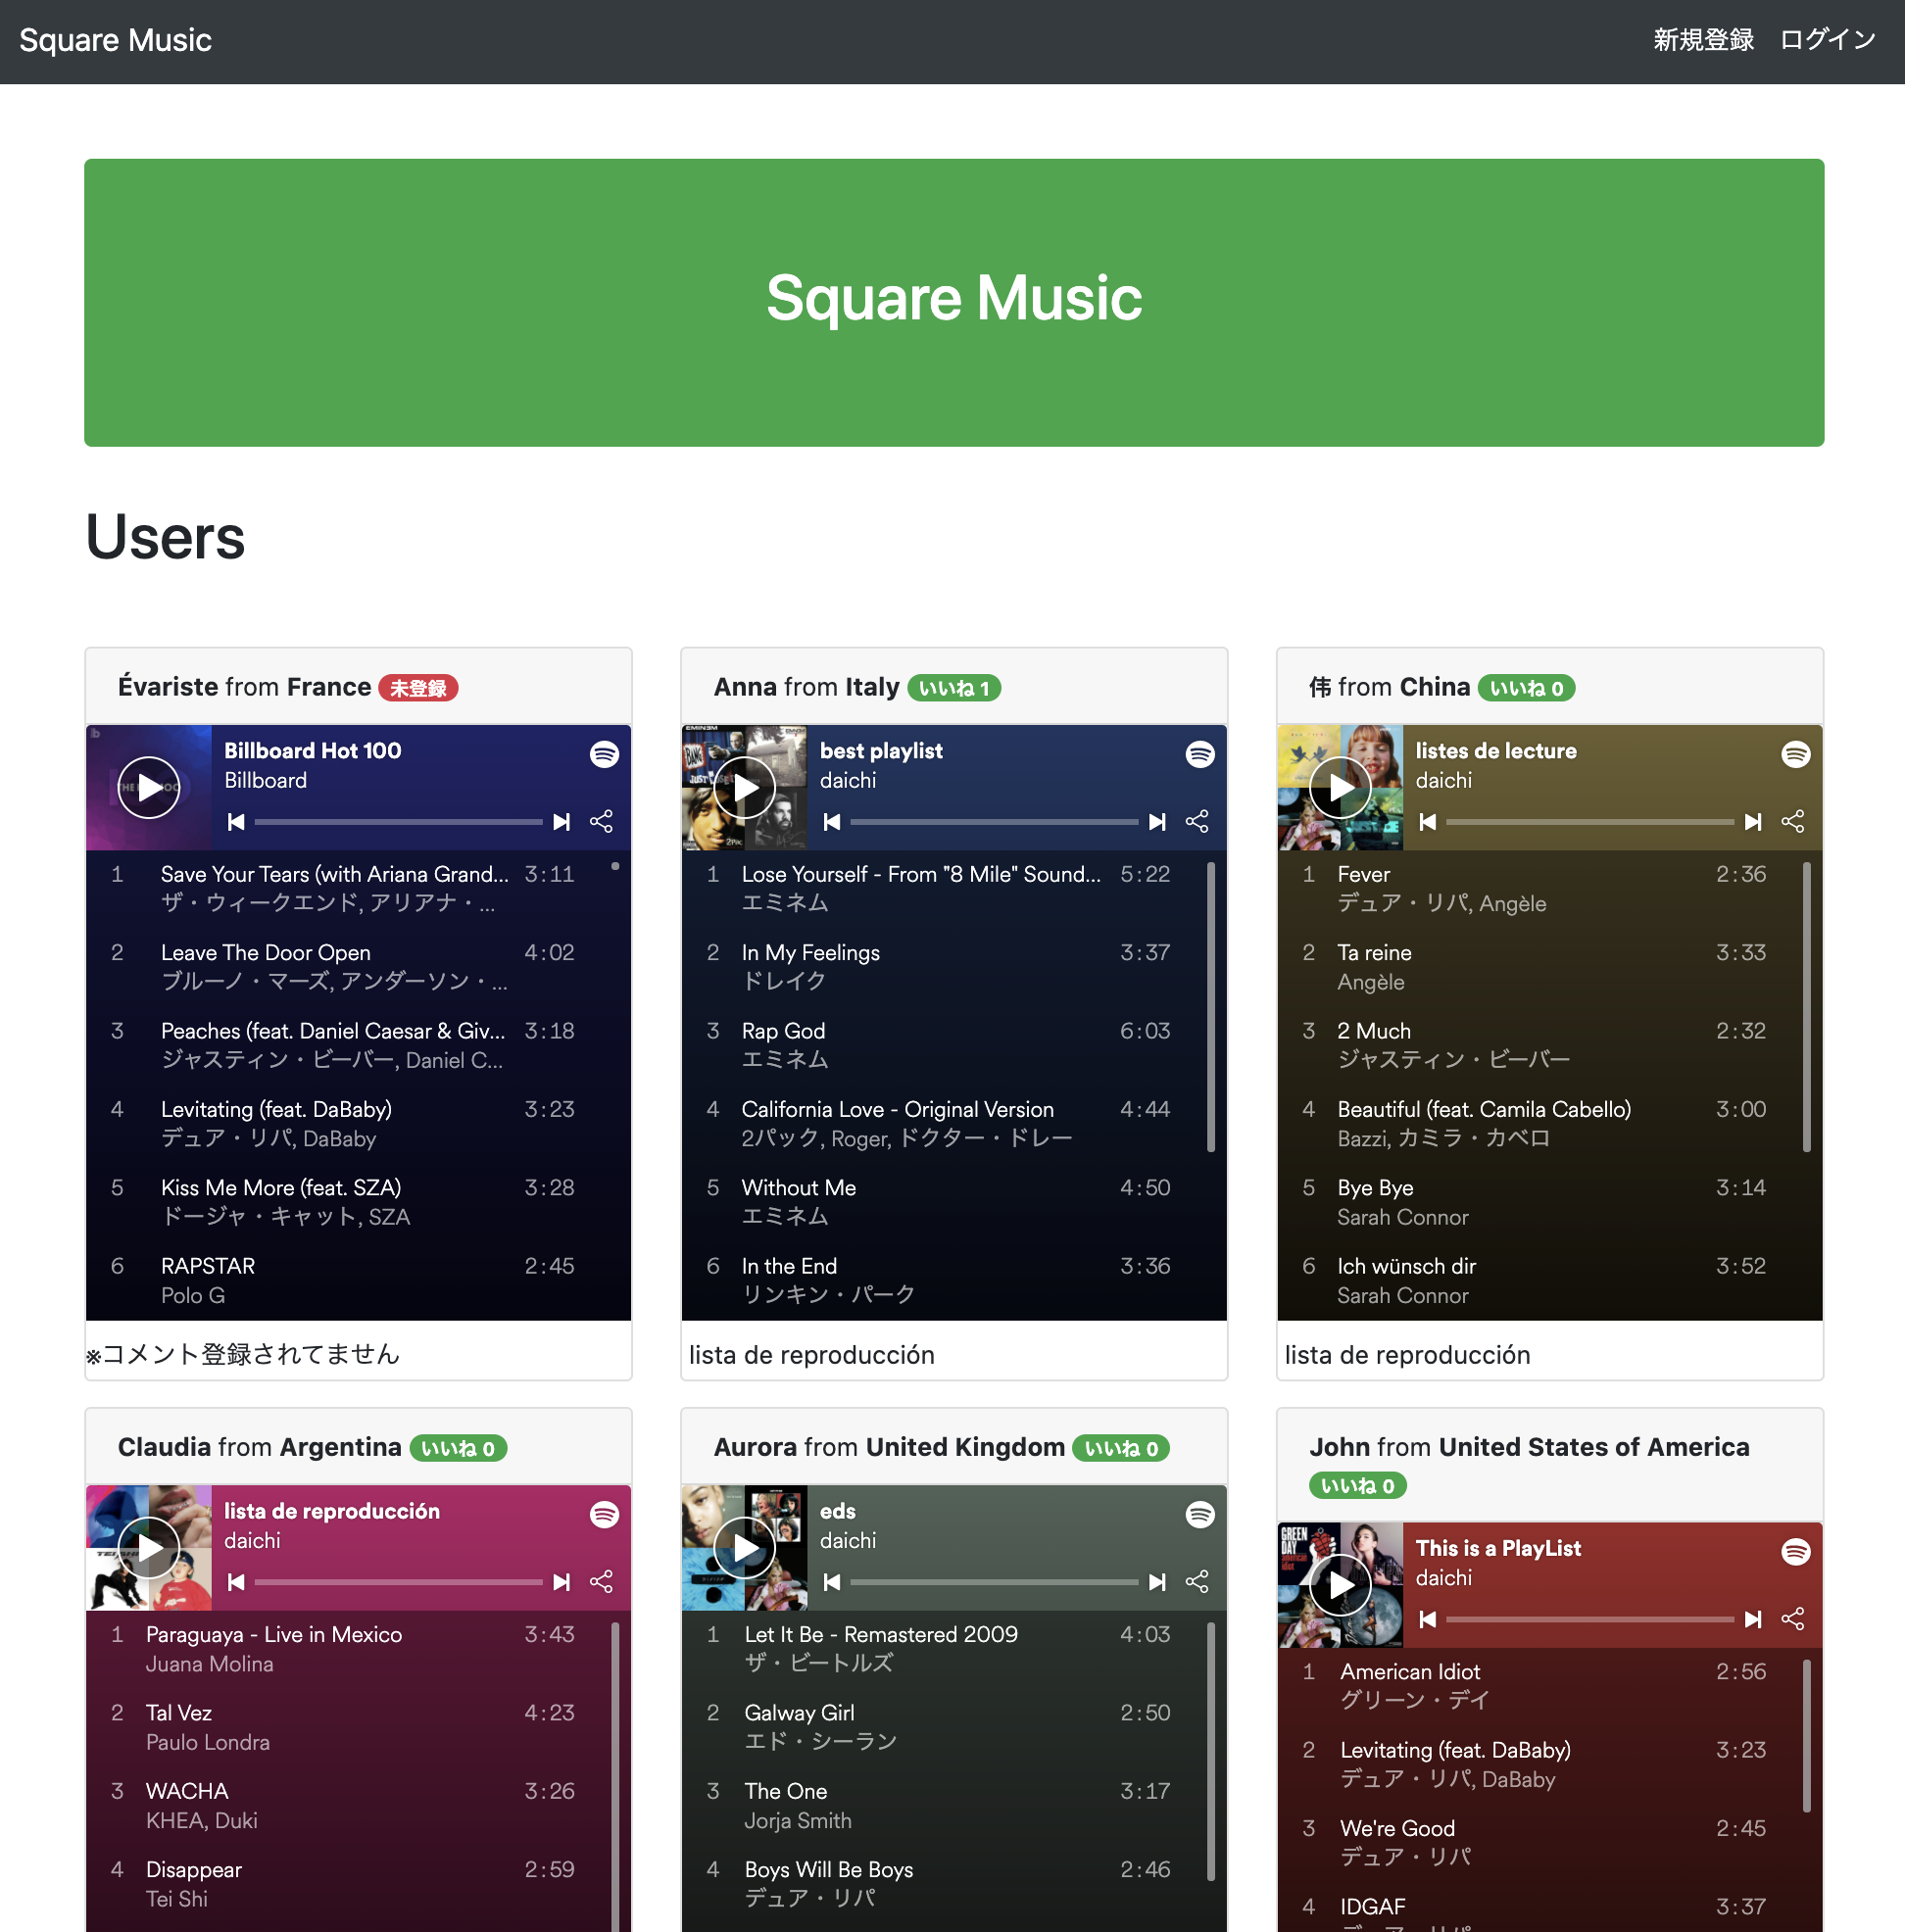 Square Music
新規登録 ログイン
Square Music
Users
Évariste from France 未登録
Billboard Hot 100
Billboard
1 Save Your Tears (with Ariana Grand... 3:11
ザ・ウィークエンド, アリアナ・...
2 Leave The Door Open 4:02
ブルーノ・マーズ, アンダーソン・...
3 Peaches (feat. Daniel Caesar & Giv... 3:18
ジャスティン・ビーバー, Daniel C...
4 Levitating (feat. DaBaby) 3:23
デュア・リパ, DaBaby
5 Kiss Me More (feat. SZA) 3:28
ドージャ・キャット, SZA
6 RAPSTAR 2:45
Polo G
※コメント登録されてません
Anna from Italy いいね 1
best playlist
daichi
1 Lose Yourself - From "8 Mile" Sound... 5:22
エミネム
2 In My Feelings 3:37
ドレイク
3 Rap God 6:03
エミネム
4 California Love - Original Version 4:44
2パック, Roger, ドクター・ドレー
5 Without Me 4:50
エミネム
6 In the End 3:36
リンキン・パーク
lista de reproducción
伟 from China いいね 0
listes de lecture
daichi
1 Fever 2:36
デュア・リパ, Angèle
2 Ta reine 3:33
Angèle
3 2 Much 2:32
ジャスティン・ビーバー
4 Beautiful (feat. Camila Cabello) 3:00
Bazzi, カミラ・カベロ
5 Bye Bye 3:14
Sarah Connor
6 Ich wünsch dir 3:52
Sarah Connor
lista de reproducción
Claudia from Argentina いいね 0
lista de reproducción
daichi
1 Paraguaya - Live in Mexico 3:43
Juana Molina
2 Tal Vez 4:23
Paulo Londra
3 WACHA 3:26
KHEA, Duki
4 Disappear 2:59
Tei Shi
Aurora from United Kingdom いいね 0
eds
daichi
1 Let It Be - Remastered 2009 4:03
ザ・ビートルズ
2 Galway Girl 2:50
エド・シーラン
3 The One 3:17
Jorja Smith
4 Boys Will Be Boys 2:46
デュア・リパ
John from United States of America
いいね 0
GREEN
DAY
This is a PlayList
daichi
1 American Idiot 2:56
グリーン・デイ
2 Levitating (feat. DaBaby) 3:23
デュア・リパ, DaBaby
3 We're Good 2:45
デュア・リパ
4 IDGAF 3:37